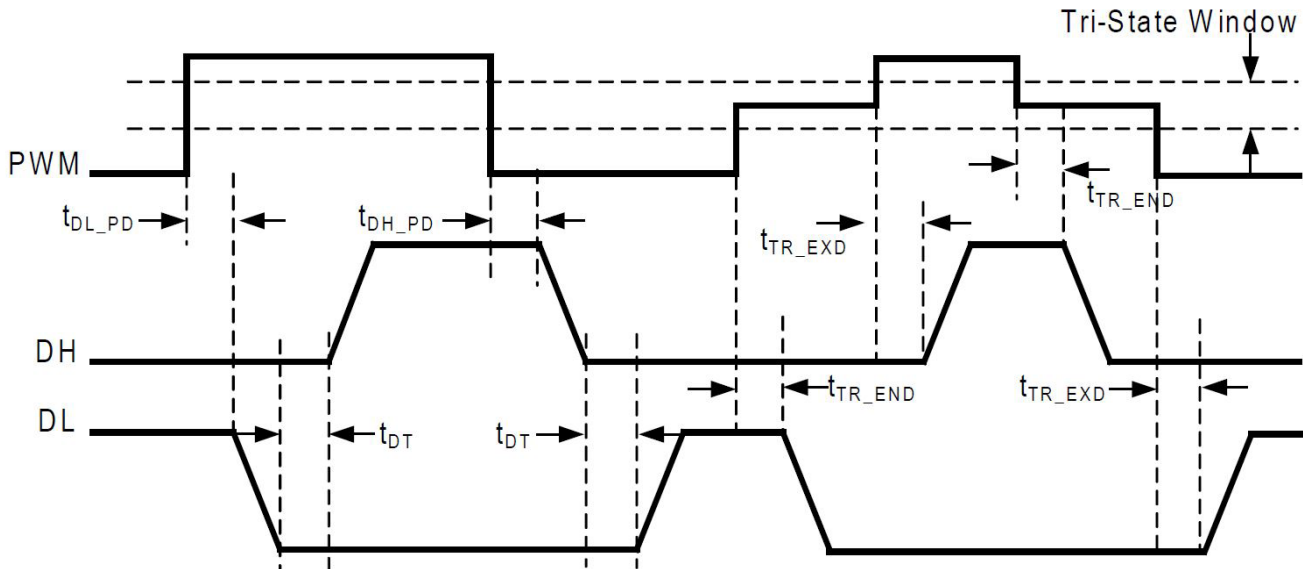 Tri-State Window
PWM
tDL_PD
tDH_PD
tTR_END
tTR_EXD
DH
tTR_END
tTR_EXD
DL
tDT
tDT